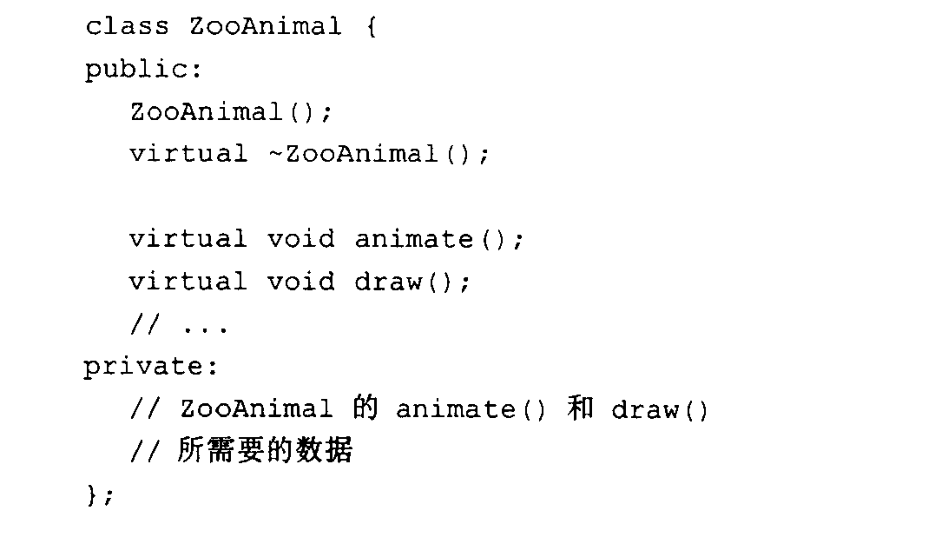 class ZooAnimal {
public:
ZooAnimal();
virtual ~ZooAnimal();
virtual void animate();
virtual void draw();
// ...
private:
// ZooAnimal 的 animate() 和 draw()
// 所需要的数据
};